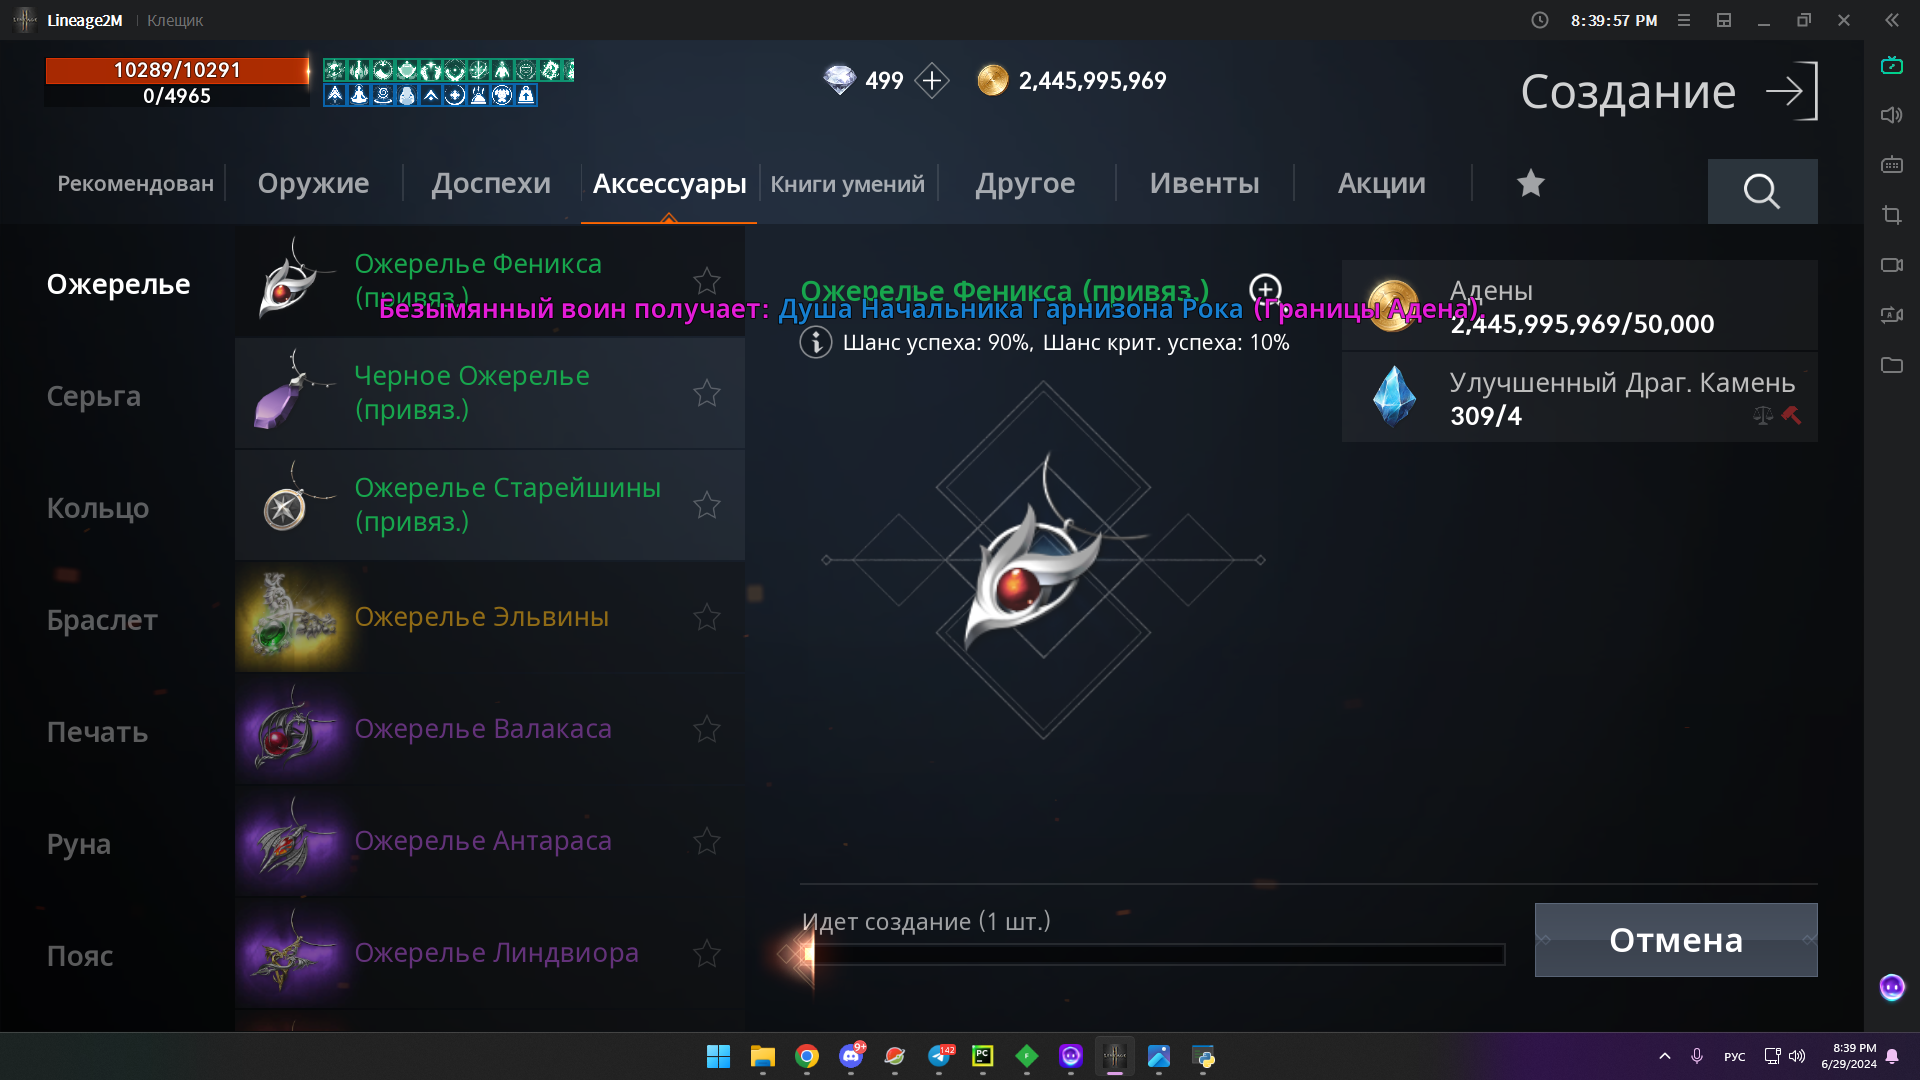 Lineage2M
Клещик
8:39:57 PM
10289/10291
0/4965
499
2,445,995,969
Создание
Рекомендован
Оружие
Доспехи
Аксессуары
Книги умений
Другое
Ивенты
Акции
Ожерелье
Серьга
Кольцо
Браслет
Печать
Руна
Пояс
Ожерелье Феникса
(привяз.)
Черное Ожерелье
(привяз.)
Ожерелье Старейшины
(привяз.)
Ожерелье Эльвины
Ожерелье Валакаса
Ожерелье Антараса
Ожерелье Линдвиора
Ожерелье Феникса (привяз.)
Безымянный воин получает: Душа Начальника Гарнизона Рока (Границы Адена).
Шанс успеха: 90%, Шанс крит. успеха: 10%
Адены
2,445,995,969/50,000
Улучшенный Драг. Камень
309/4
Идет создание (1 шт.)
Отмена
9+
142
PC
РУС
8:39 PM
6/29/2024